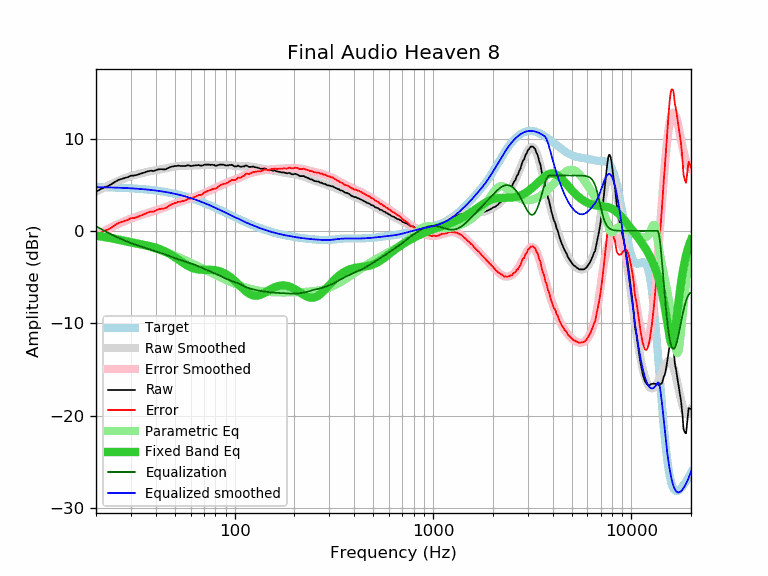 Final Audio Heaven 8
Amplitude (dBr)
10
0
−10
−20
−30
Target
Raw Smoothed
Error Smoothed
Raw
Error
Parametric Eq
Fixed Band Eq
Equalization
Equalized smoothed
100
1000
10000
Frequency (Hz)